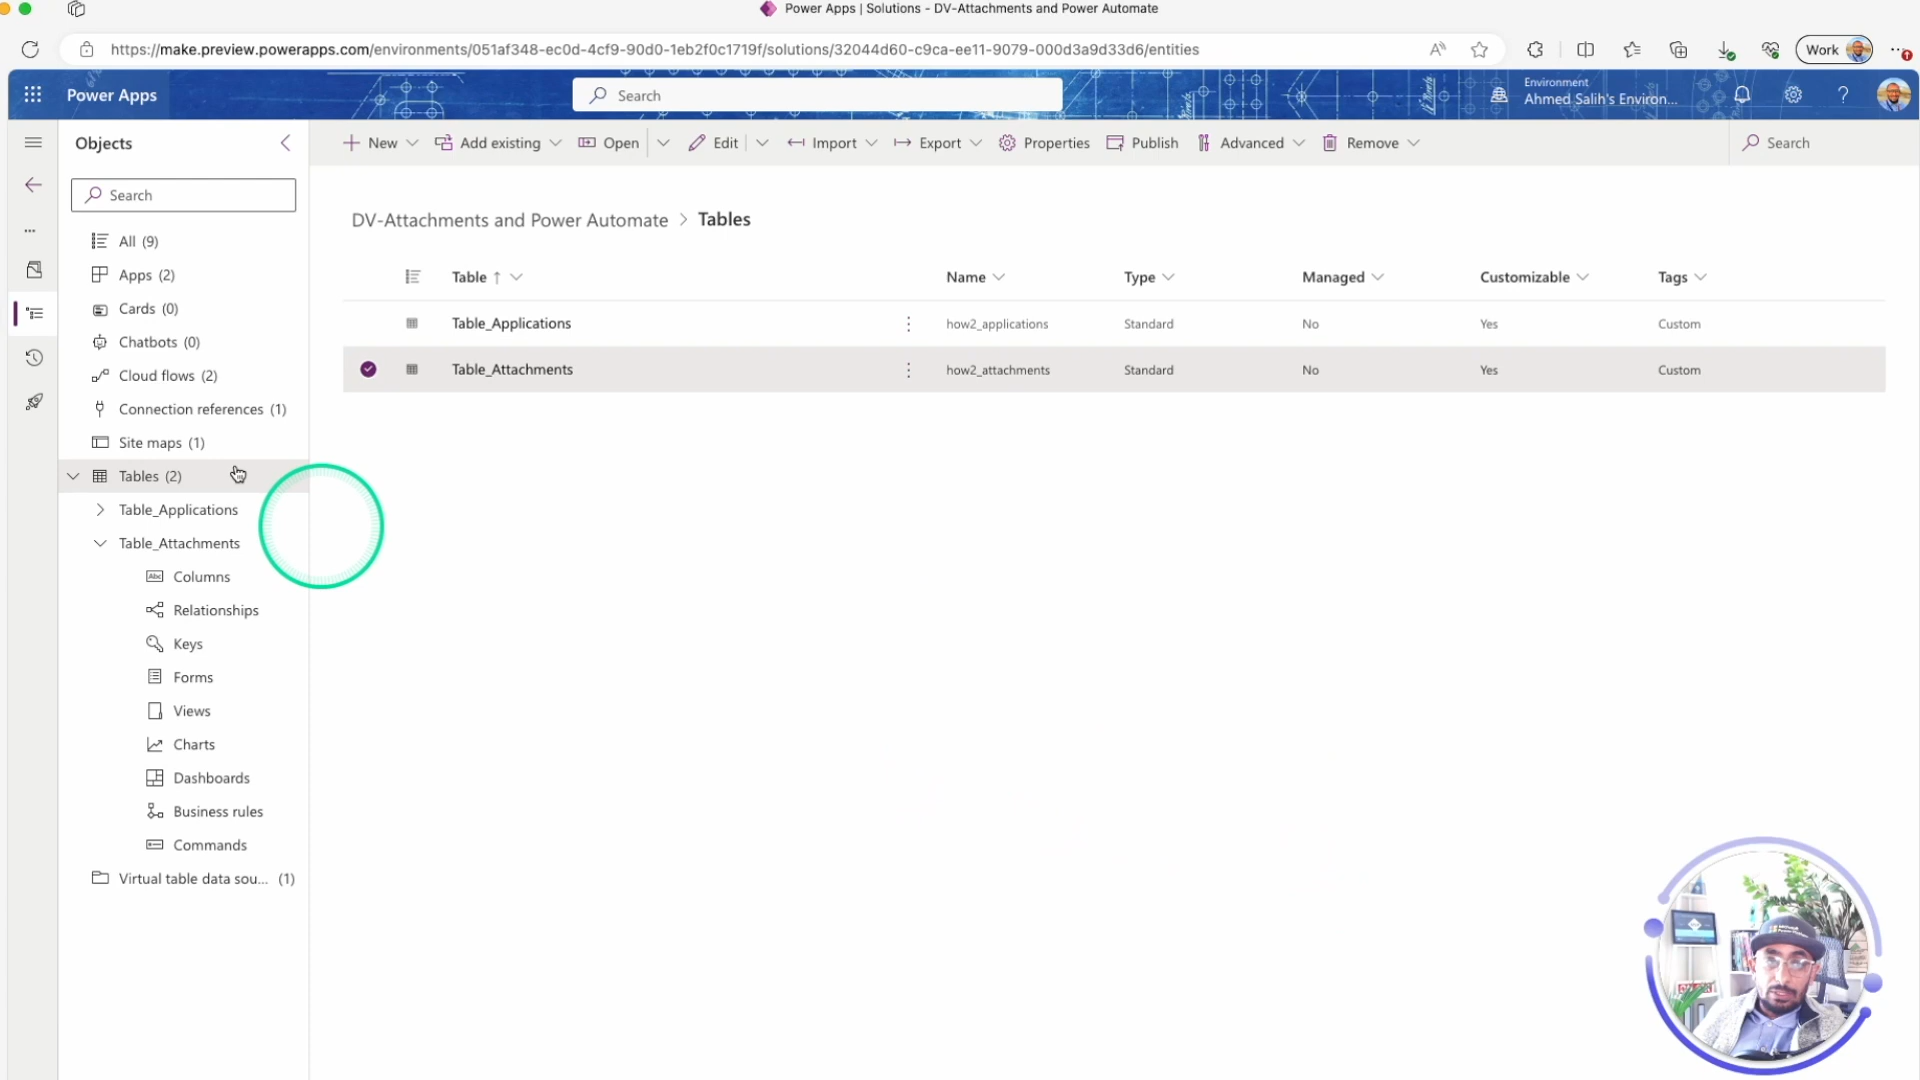 Power Apps | Solutions - DV-Attachments and Power Automate
https://make.preview.powerapps.com/environments/051af348-ec0d-4cf9-90d0-1eb2f0c1719f/solutions/32044d60-c9ca-ee11-9079-000d3a9d33d6/entities
Work
Power Apps
Search
Environment
Ahmed Salih's Environ...
Objects
New
Add existing
Open
Edit
Import
Export
Properties
Publish
Advanced
Remove
Search
Search
DV-Attachments and Power Automate > Tables
All (9)
Apps (2)
Cards (0)
Chatbots (0)
Cloud flows (2)
Connection references (1)
Site maps (1)
Tables (2)
Table_Applications
Table_Attachments
Columns
Relationships
Keys
Forms
Views
Charts
Dashboards
Business rules
Commands
Virtual table data sou... (1)
Table ↑ Name Type Managed Customizable Tags
Table_Applications how2_applications Standard No Yes Custom
Table_Attachments how2_attachments Standard No Yes Custom